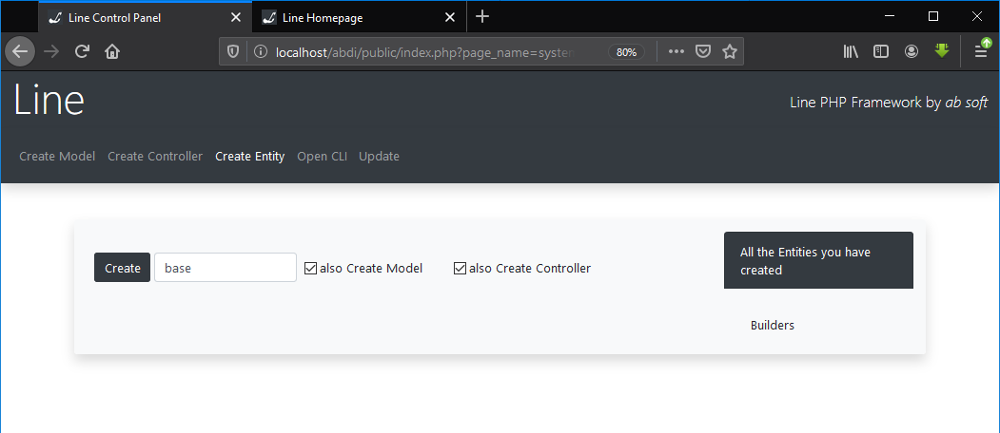 Line Control Panel
Line Homepage
localhost/abdi/public/index.php?page_name=system
80%
Line
Line PHP Framework by ab soft
Create Model Create Controller Create Entity Open CLI Update
Create base also Create Model also Create Controller
All the Entities you have
created
Builders